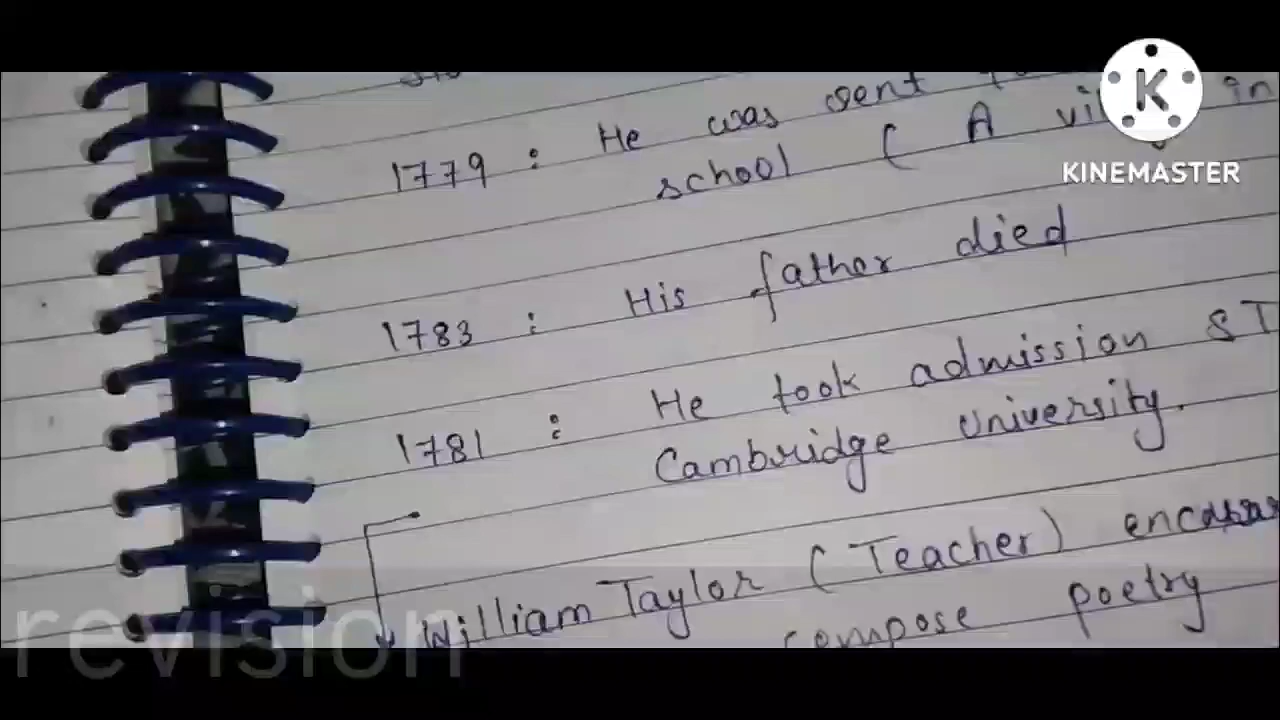 1779 : He was sent
school ( A in
1783 : His father died
1781 : He took admission ST
Cambridge University.
William Taylor ( Teacher)
compose poetry
K
KINEMASTER
revision